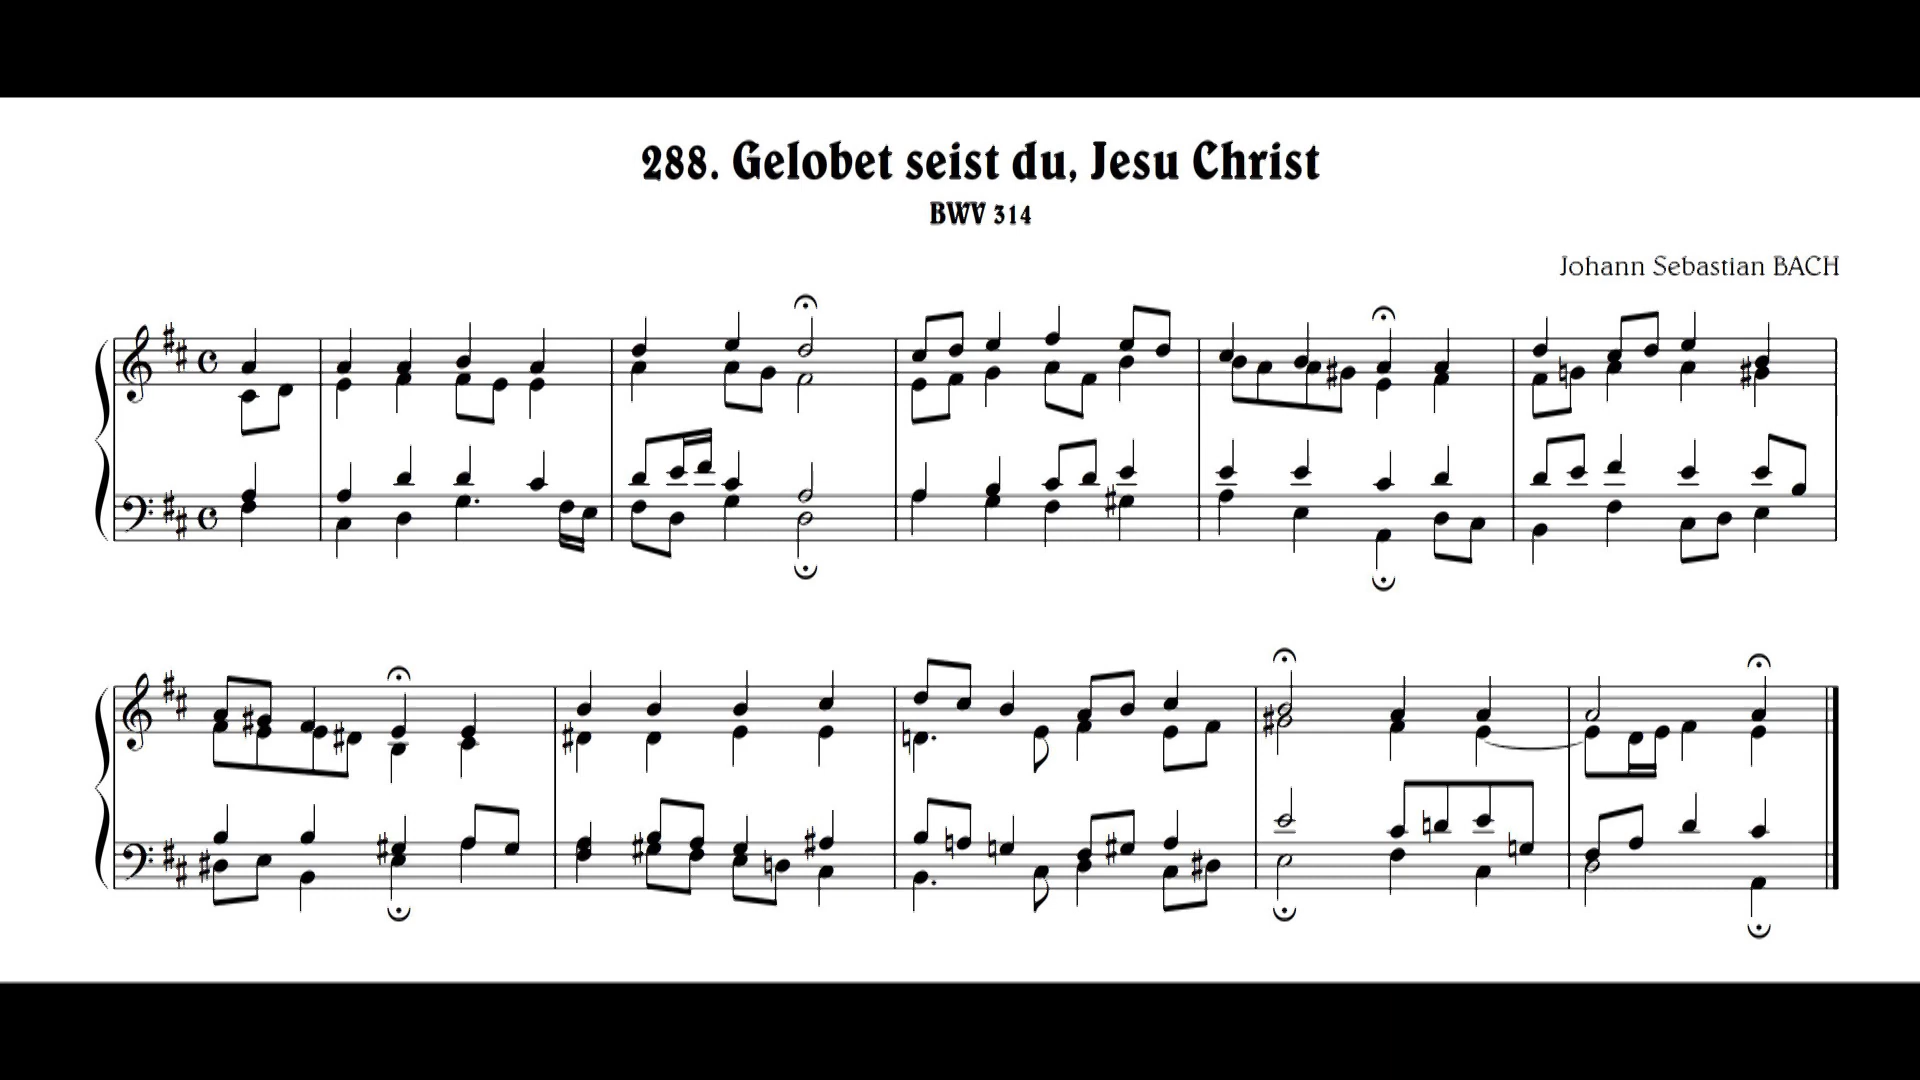 288. Gelobet seist du, Jesu Christ
BWV 314
Johann Sebastian BACH